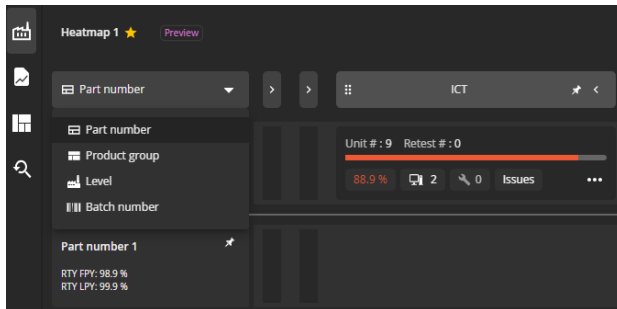 Heatmap 1 Preview
Part number
ICT
Part number
Product group
Level
Batch number
Unit # : 9 Retest # : 0
88.9 % 2 0 Issues
Part number 1
RTY FPY: 98.9 %
RTY LPY: 99.9 %